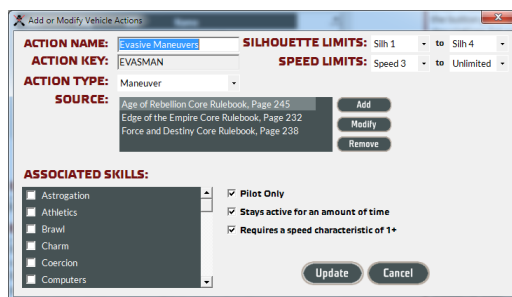 Add or Modify Vehicle Actions
ACTION NAME: Evasive Maneuvers SILHOUETTE LIMITS: Silh 1 to Silh 4
ACTION KEY: EVASMAN SPEED LIMITS: Speed 3 to Unlimited
ACTION TYPE: Maneuver
SOURCE: Age of Rebellion Core Rulebook, Page 245 Add
Edge of the Empire Core Rulebook, Page 232 Modify
Force and Destiny Core Rulebook, Page 238 Remove
ASSOCIATED SKILLS:
Astrogation Pilot Only
Athletics Stays active for an amount of time
Brawl Requires a speed characteristic of 1+
Charm
Coercion
Computers
Update Cancel